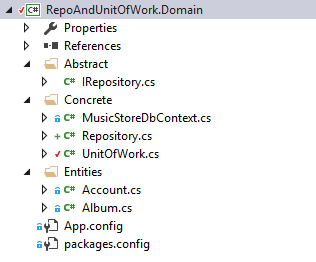 C# RepoAndUnitOfWork.Domain
Properties
References
Abstract
C# IRepository.cs
Concrete
C# MusicStoreDbContext.cs
C# Repository.cs
C# UnitOfWork.cs
Entities
C# Account.cs
C# Album.cs
App.config
packages.config